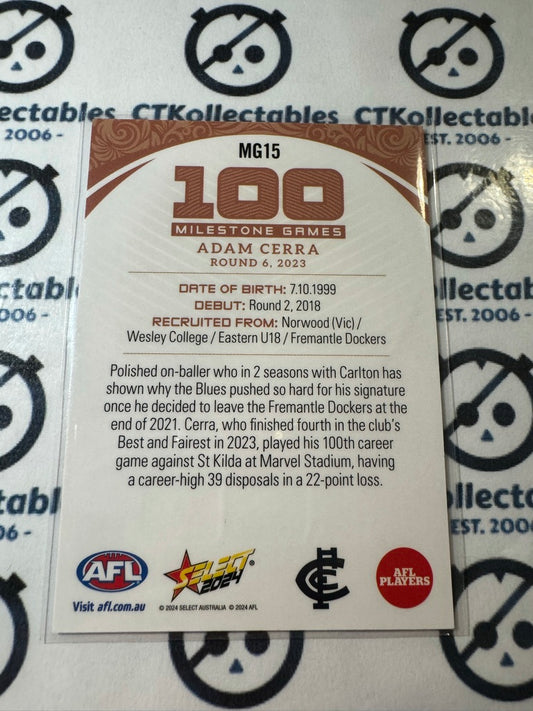 CTKollectables
2006 -
EST. 2006
MG15
100
MILESTONE GAMES
ADAM CERRA
ROUND 6, 2023
DATE OF BIRTH: 7.10.1999
DEBUT: Round 2, 2018
RECRUITED FROM: Norwood (Vic) /
Wesley College / Eastern U18 / Fremantle Dockers
Polished on-baller who in 2 seasons with Carlton has
shown why the Blues pushed so hard for his signature
once he decided to leave the Fremantle Dockers at the
end of 2021. Cerra, who finished fourth in the club's
Best and Fairest in 2023, played his 100th career
game against St Kilda at Marvel Stadium, having
a career-high 39 disposals in a 22-point loss.
AFL
Visit afl.com.au
SELECT
2024
© 2024 SELECT AUSTRALIA © 2024 AFL
CFC
AFL
PLAYERS